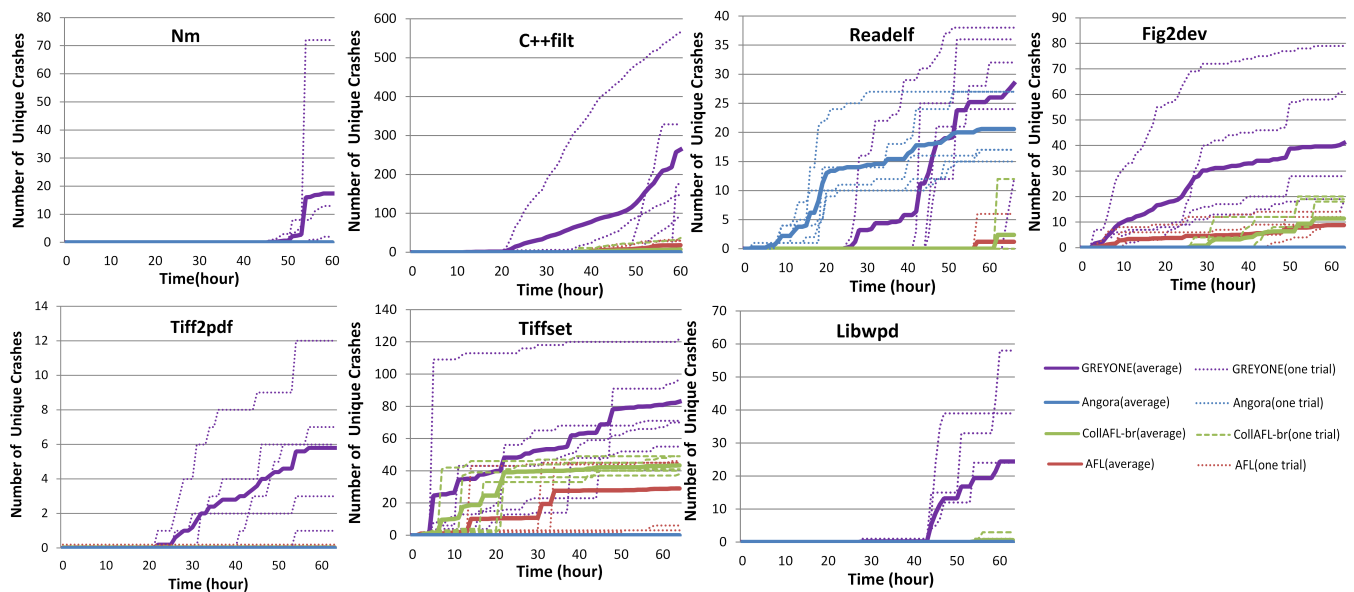 Nm
Number of Unique Crashes
80
70
60
50
40
30
20
10
0
0 10 20 30 40 50 60
Time(hour)
C++filt
Number of Unique Crashes
600
500
400
300
200
100
0
0 10 20 30 40 50 60
Time (hour)
Readelf
Number of Unique Crashes
40
35
30
25
20
15
10
5
0
0 10 20 30 40 50 60
Time (hour)
Fig2dev
Number of Unique Crashes
90
80
70
60
50
40
30
20
10
0
0 10 20 30 40 50 60
Time (hour)
Tiff2pdf
Number of Unique Crashes
14
12
10
8
6
4
2
0
0 10 20 30 40 50 60
Time (hour)
Tiffset
Number of Unique Crashes
140
120
100
80
60
40
20
0
0 10 20 30 40 50 60
Time (hour)
Libwpd
Number of Unique Crashes
70
60
50
40
30
20
10
0
0 10 20 30 40 50 60
Time (hour)
GREYONE(average) GREYONE(one trial)
Angora(average) Angora(one trial)
CollAFL-br(average) CollAFL-br(one trial)
AFL(average) AFL(one trial)